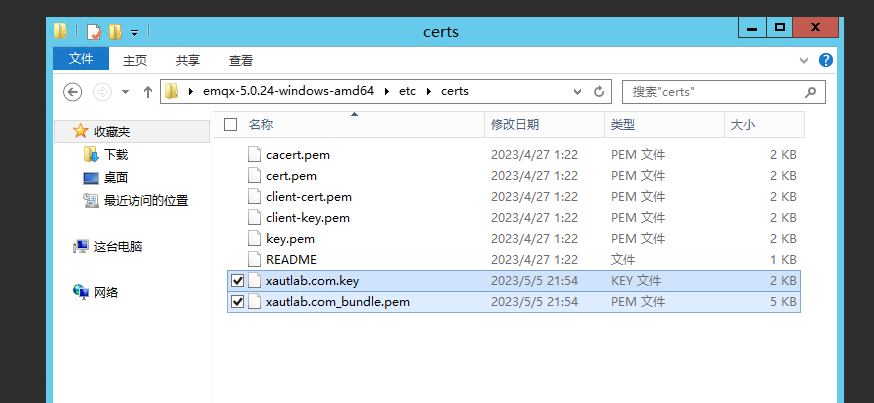 certs
文件 主页 共享 查看
emqx-5.0.24-windows-amd64 etc certs 搜索"certs"
收藏夹
下载
桌面
最近访问的位置
这台电脑
网络
名称 修改日期 类型 大小
cacert.pem 2023/4/27 1:22 PEM 文件 2 KB
cert.pem 2023/4/27 1:22 PEM 文件 2 KB
client-cert.pem 2023/4/27 1:22 PEM 文件 2 KB
client-key.pem 2023/4/27 1:22 PEM 文件 2 KB
key.pem 2023/4/27 1:22 PEM 文件 2 KB
README 2023/4/27 1:22 文件 1 KB
xautlab.com.key 2023/5/5 21:54 KEY 文件 2 KB
xautlab.com_bundle.pem 2023/5/5 21:54 PEM 文件 5 KB